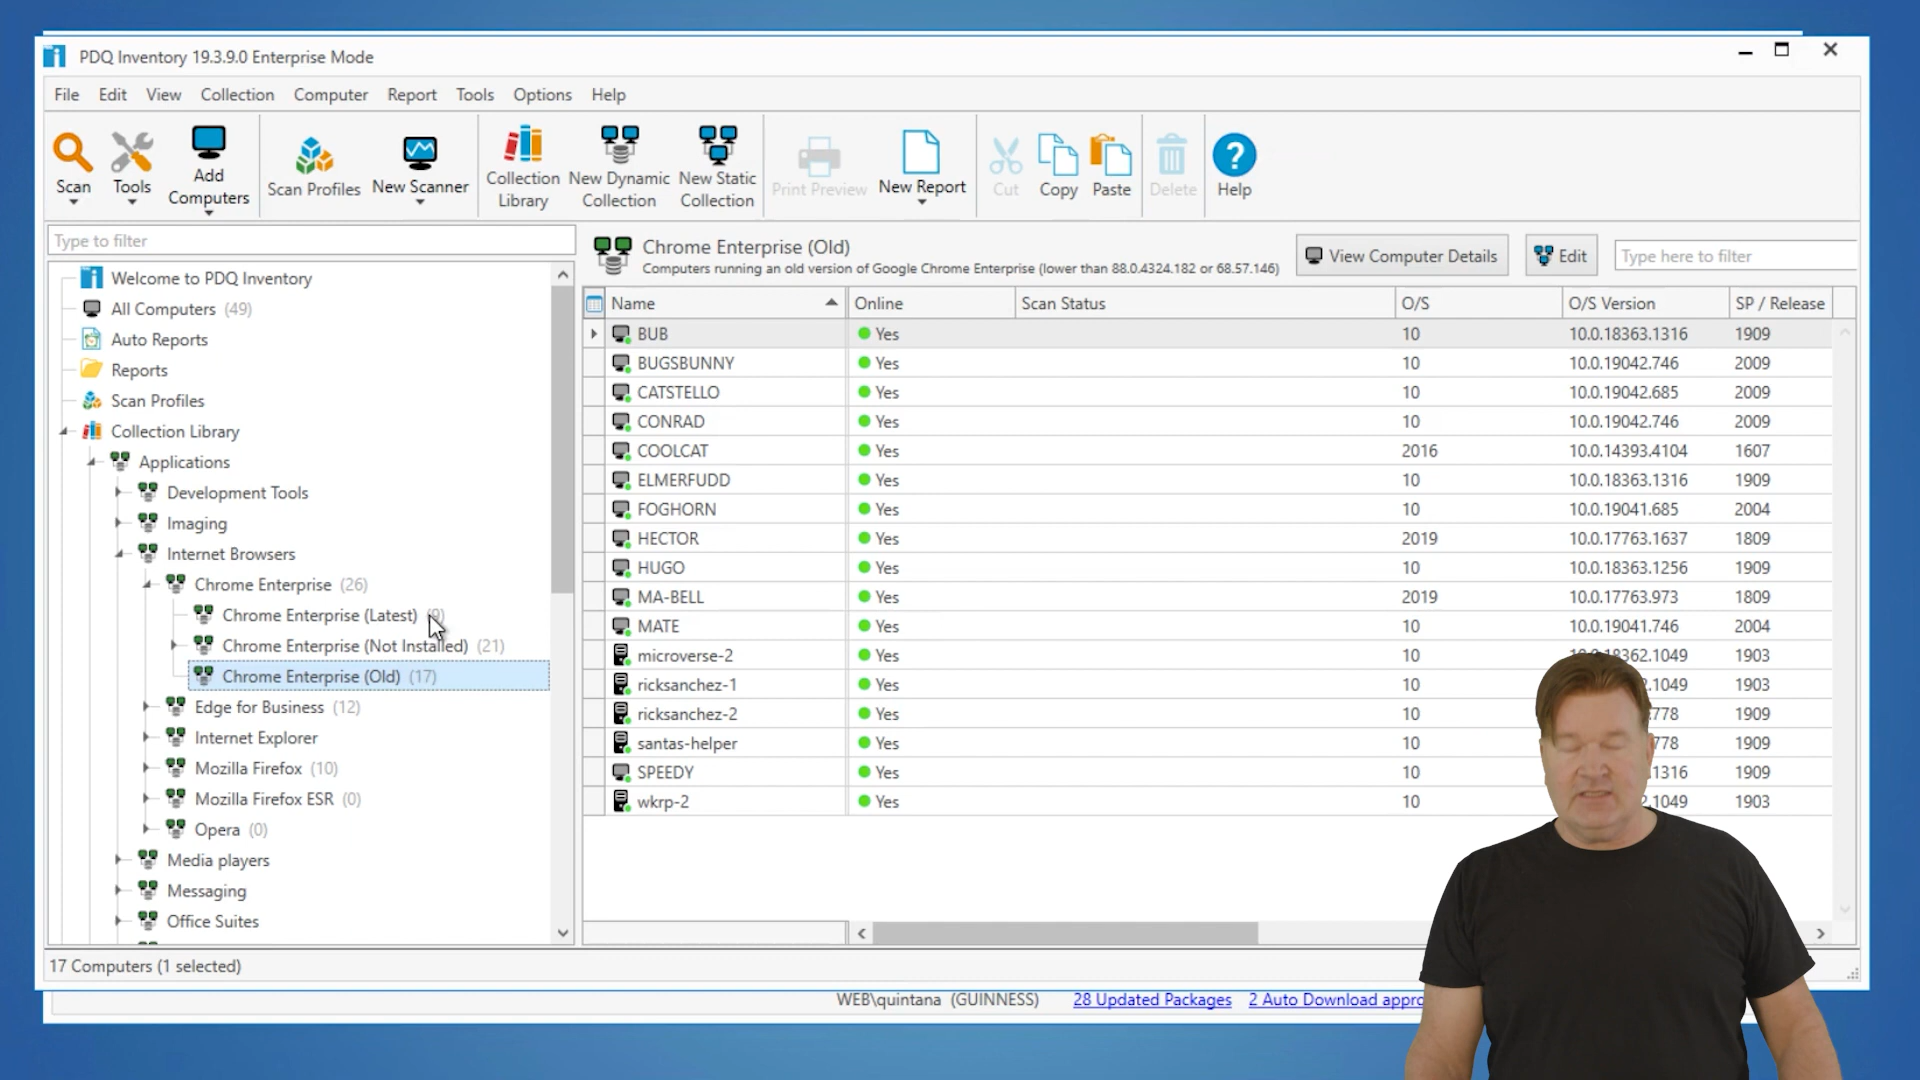 PDQ Inventory 19.3.9.0 Enterprise Mode
File Edit View Collection Computer Report Tools Options Help
Scan
Tools
Add Computers
Scan Profiles
New Scanner
Collection Library
New Dynamic Collection
New Static Collection
Print Preview
New Report
Cut
Copy
Paste
Delete
Help
Type to filter
Welcome to PDQ Inventory
All Computers (49)
Auto Reports
Reports
Scan Profiles
Collection Library
Applications
Development Tools
Imaging
Internet Browsers
Chrome Enterprise (26)
Chrome Enterprise (Latest)
Chrome Enterprise (Not Installed) (21)
Chrome Enterprise (Old) (17)
Edge for Business (12)
Internet Explorer
Mozilla Firefox (10)
Mozilla Firefox ESR (0)
Opera (0)
Media players
Messaging
Office Suites
Chrome Enterprise (Old)
Computers running an old version of Google Chrome Enterprise (lower than 88.0.4324.182 or 68.57.146)
View Computer Details
Edit
Type here to filter
Name Online Scan Status O/S O/S Version SP / Release
BUB Yes 10 10.0.18363.1316 1909
BUGSBUNNY Yes 10 10.0.19042.746 2009
CATSTELLO Yes 10 10.0.19042.685 2009
CONRAD Yes 10 10.0.19042.746 2009
COOLCAT Yes 2016 10.0.14393.4104 1607
ELMERFUDD Yes 10 10.0.18363.1316 1909
FOGHORN Yes 10 10.0.19041.685 2004
HECTOR Yes 2019 10.0.17763.1637 1809
HUGO Yes 10 10.0.18363.1256 1909
MA-BELL Yes 2019 10.0.17763.973 1809
MATE Yes 10 10.0.19041.746 2004
microverse-2 Yes 10 1903
ricksanchez-1 Yes 10 1903
ricksanchez-2 Yes 10 1909
santas-helper Yes 10 1909
SPEEDY Yes 10 1909
wkrp-2 Yes 10 1903
17 Computers (1 selected)
WEB\quintana (GUINNESS) 28 Updated Packages 2 Auto Download appro